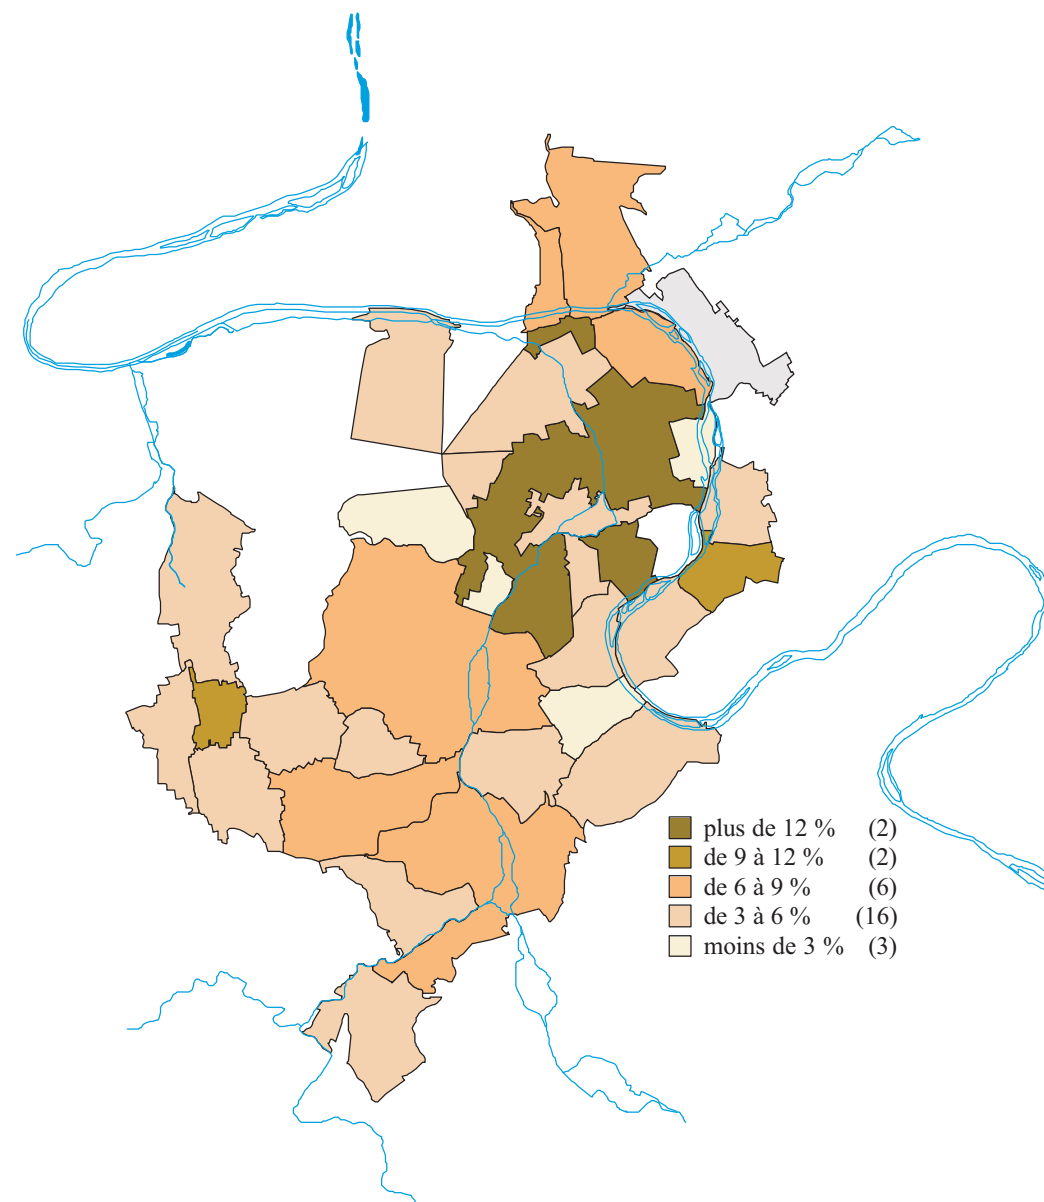 plus de 12 % (2)
de 9 à 12 % (2)
de 6 à 9 % (6)
de 3 à 6 % (16)
moins de 3 % (3)